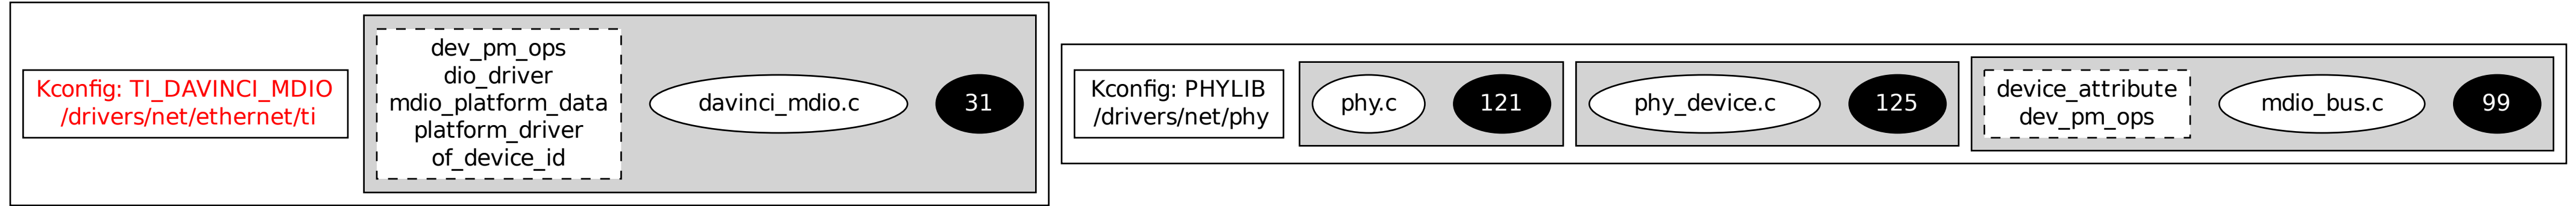 Kconfig: TI_DAVINCI_MDIO
/drivers/net/ethernet/ti
dev_pm_ops
dio_driver
mdio_platform_data
platform_driver
of_device_id
davinci_mdio.c
31
Kconfig: PHYLIB
/drivers/net/phy
phy.c
121
phy_device.c
125
device_attribute
dev_pm_ops
mdio_bus.c
99